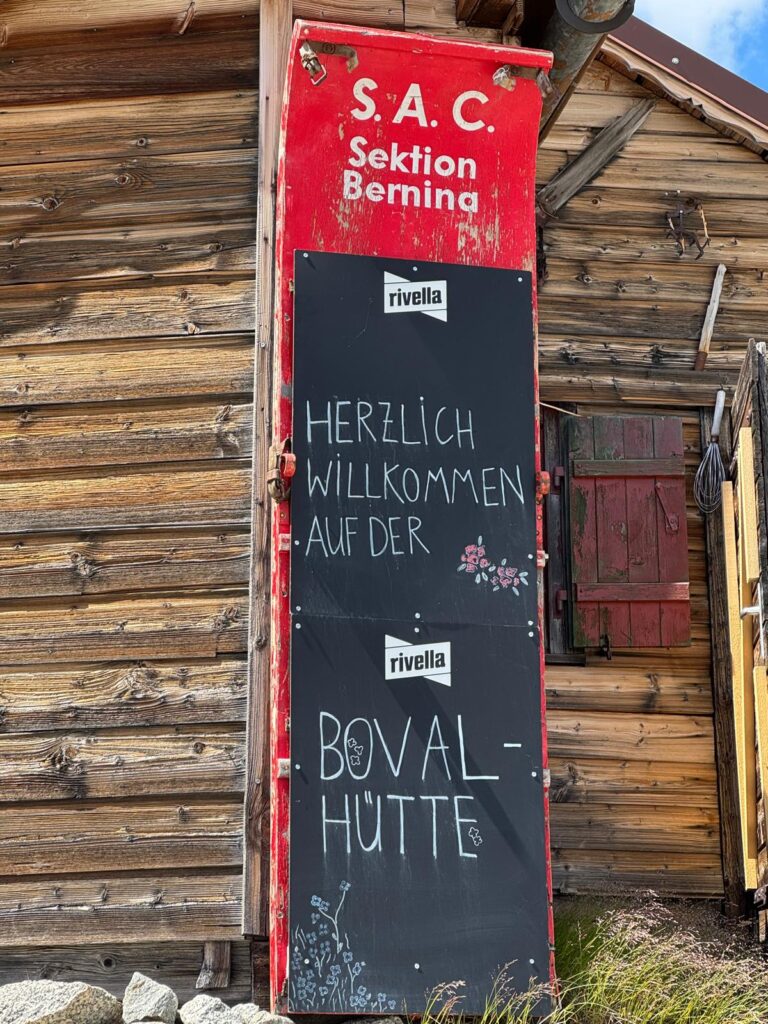 S. A. C.
Sektion
Bernina
rivella
HERZLiCH
WiLLKOMMEN
AUF DER
rivella
BOVAL-
HÜTTE